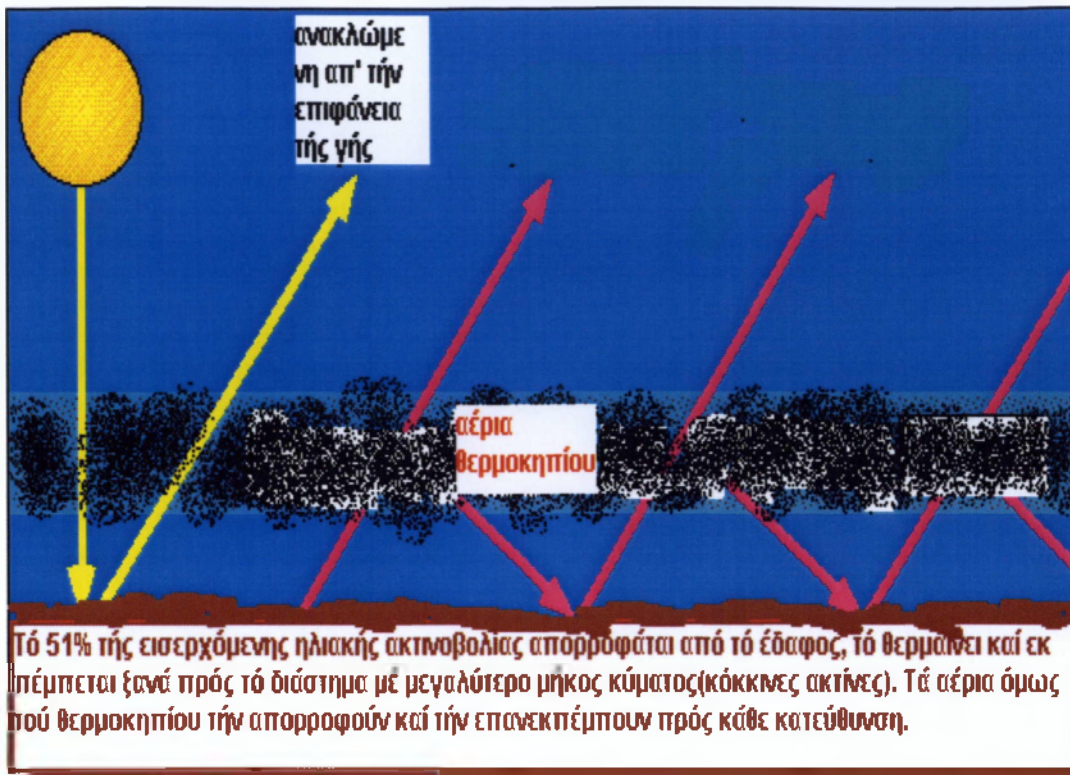 ανακλώμε
νη απ' τήν
επιφάνεια
τής γής
αέρια
θερμοκηπίου
Τό 51% τής εισερχόμενης ηλιακής ακτινοβολίας απορροφάται από τό έδαφος, τό θερμαίνει καί εκ
πέμπεται ξανά πρός τό διάστημα μέ μεγαλύτερο μήκος κύματος(κόκκινες ακτίνες). Τά αέρια όμως
πού θερμοκηπίου τήν απορροφούν καί τήν επανεκπέμπουν πρός κάθε κατεύθυνση.